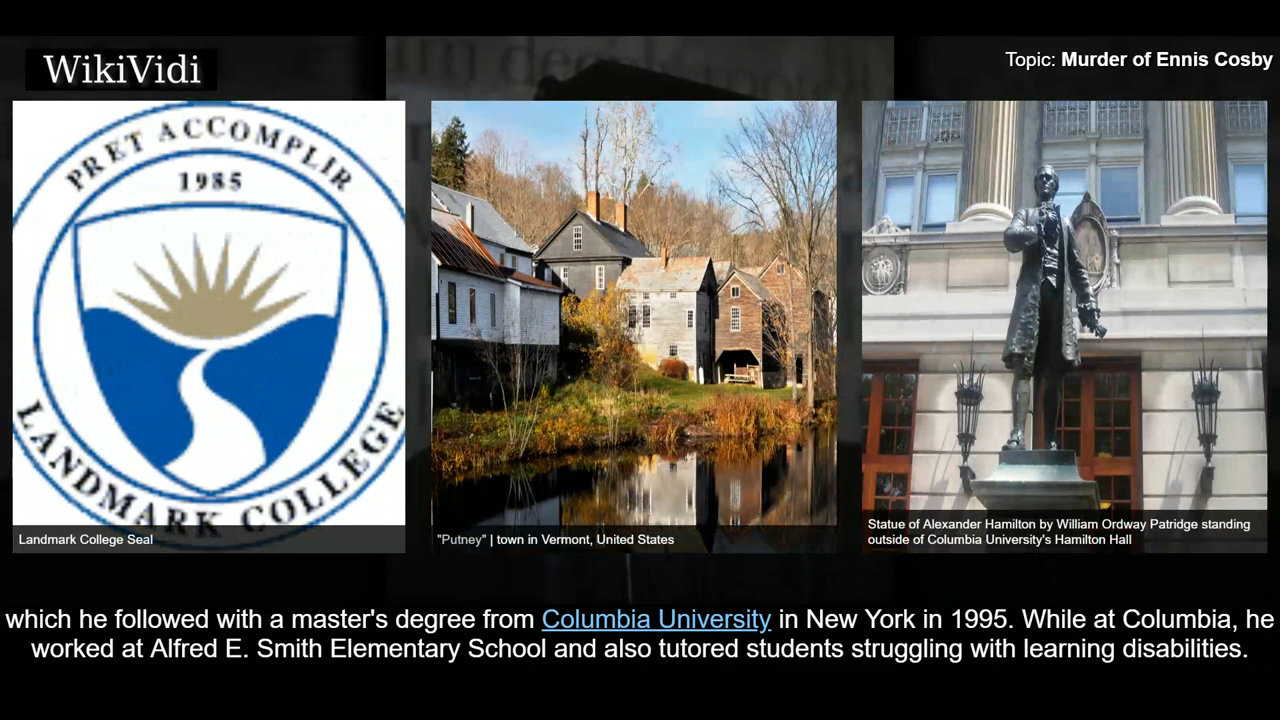 WikiVidi
Topic: Murder of Ennis Cosby
PRET ACCOMPLIR
1985
LANDMARK COLLEGE
Landmark College Seal
"Putney" | town in Vermont, United States
Statue of Alexander Hamilton by William Ordway Patridge standing
outside of Columbia University's Hamilton Hall
which he followed with a master's degree from Columbia University in New York in 1995. While at Columbia, he
worked at Alfred E. Smith Elementary School and also tutored students struggling with learning disabilities.